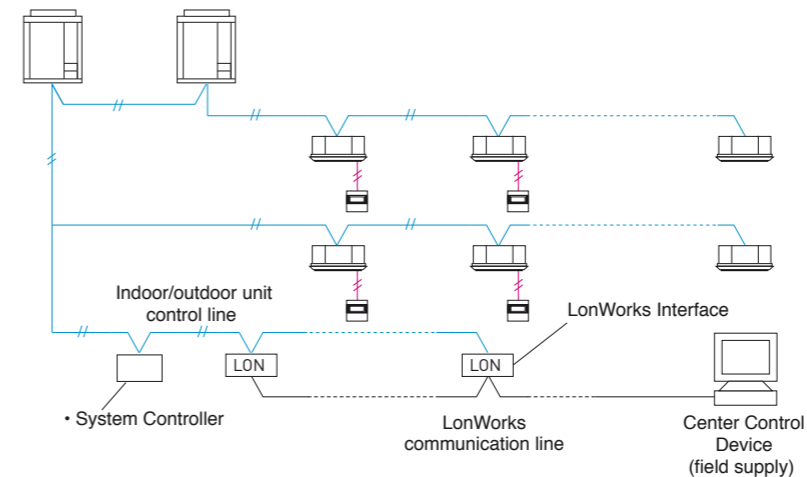 Indoor/outdoor unit
control line
LonWorks Interface
LON
LON
• System Controller
LonWorks
communication line
Center Control
Device
(field supply)